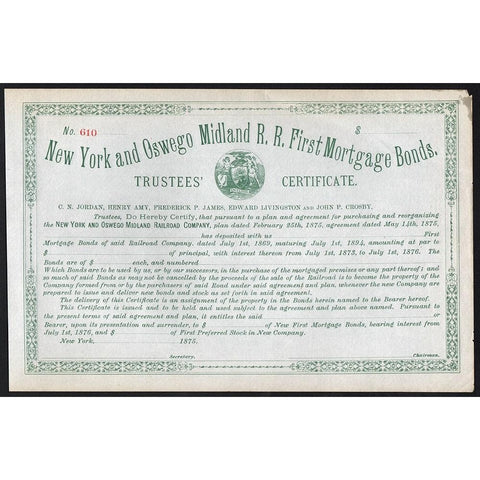 No. 610 $
New York and Oswego Midland R. R. First Mortgage Bonds.
TRUSTEES' CERTIFICATE.
C. N. JORDAN, HENRY AMY, FREDERICK P. JAMES, EDWARD LIVINGSTON AND JOHN P. CROSBY,
Trustees, Do Hereby Certify, that pursuant to a plan and agreement for purchasing and reorganizing
the NEW YORK AND OSWEGO MIDLAND RAILROAD COMPANY, plan dated February 25th, 1875, agreement dated May 14th, 1875,
has deposited with us First
Mortgage Bonds of said Railroad Company, dated July 1st, 1869, maturing July 1st, 1894, amounting at par to
$ of principal, with interest thereon from July 1st, 1873, to July 1st, 1876. The
Bonds are of $ each, and numbered
Which Bonds are to be used by us, or by our successors, in the purchase of the mortgaged premises or any part thereof; and
so much of said Bonds as may not be cancelled by the proceeds of the sale of the Railroad is to become the property of the
Company formed from or by the purchasers of said Road under said agreement and plan, whenever the new Company are
prepared to issue and deliver new bonds and stock as set forth in said agreement.
The delivery of this Certificate is an assignment of the property in the Bonds herein named to the Bearer hereof.
This Certificate is issued and to be held and used subject to the agreement and plan above named. Pursuant to
the present terms of said agreement and plan, it entitles the said or
Bearer, upon its presentation and surrender, to $ of New First Mortgage Bonds, bearing interest from
July 1st, 1876, and $ of First Preferred Stock in New Company.
New York, 1875.
Secretary. Chairman.